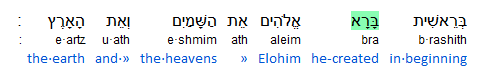 בְּרֵאשִׁית בָּרָא אֱלֹהִים אֵת הַשָּׁמַיִם וְאֵת הָאָרֶץ :
: e·artz u·ath e·shmim ath aleim bra b·rashith
the·earth and·» the·heavens » Elohim he·created in·beginning